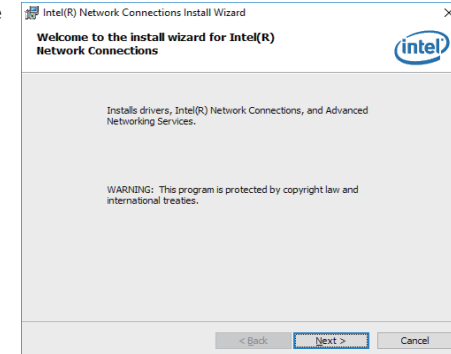 e
Intel(R) Network Connections Install Wizard
Welcome to the install wizard for Intel(R)
Network Connections
intel
Installs drivers, Intel(R) Network Connections, and Advanced
Networking Services.
WARNING: This program is protected by copyright law and
international treaties.
< Back Next > Cancel